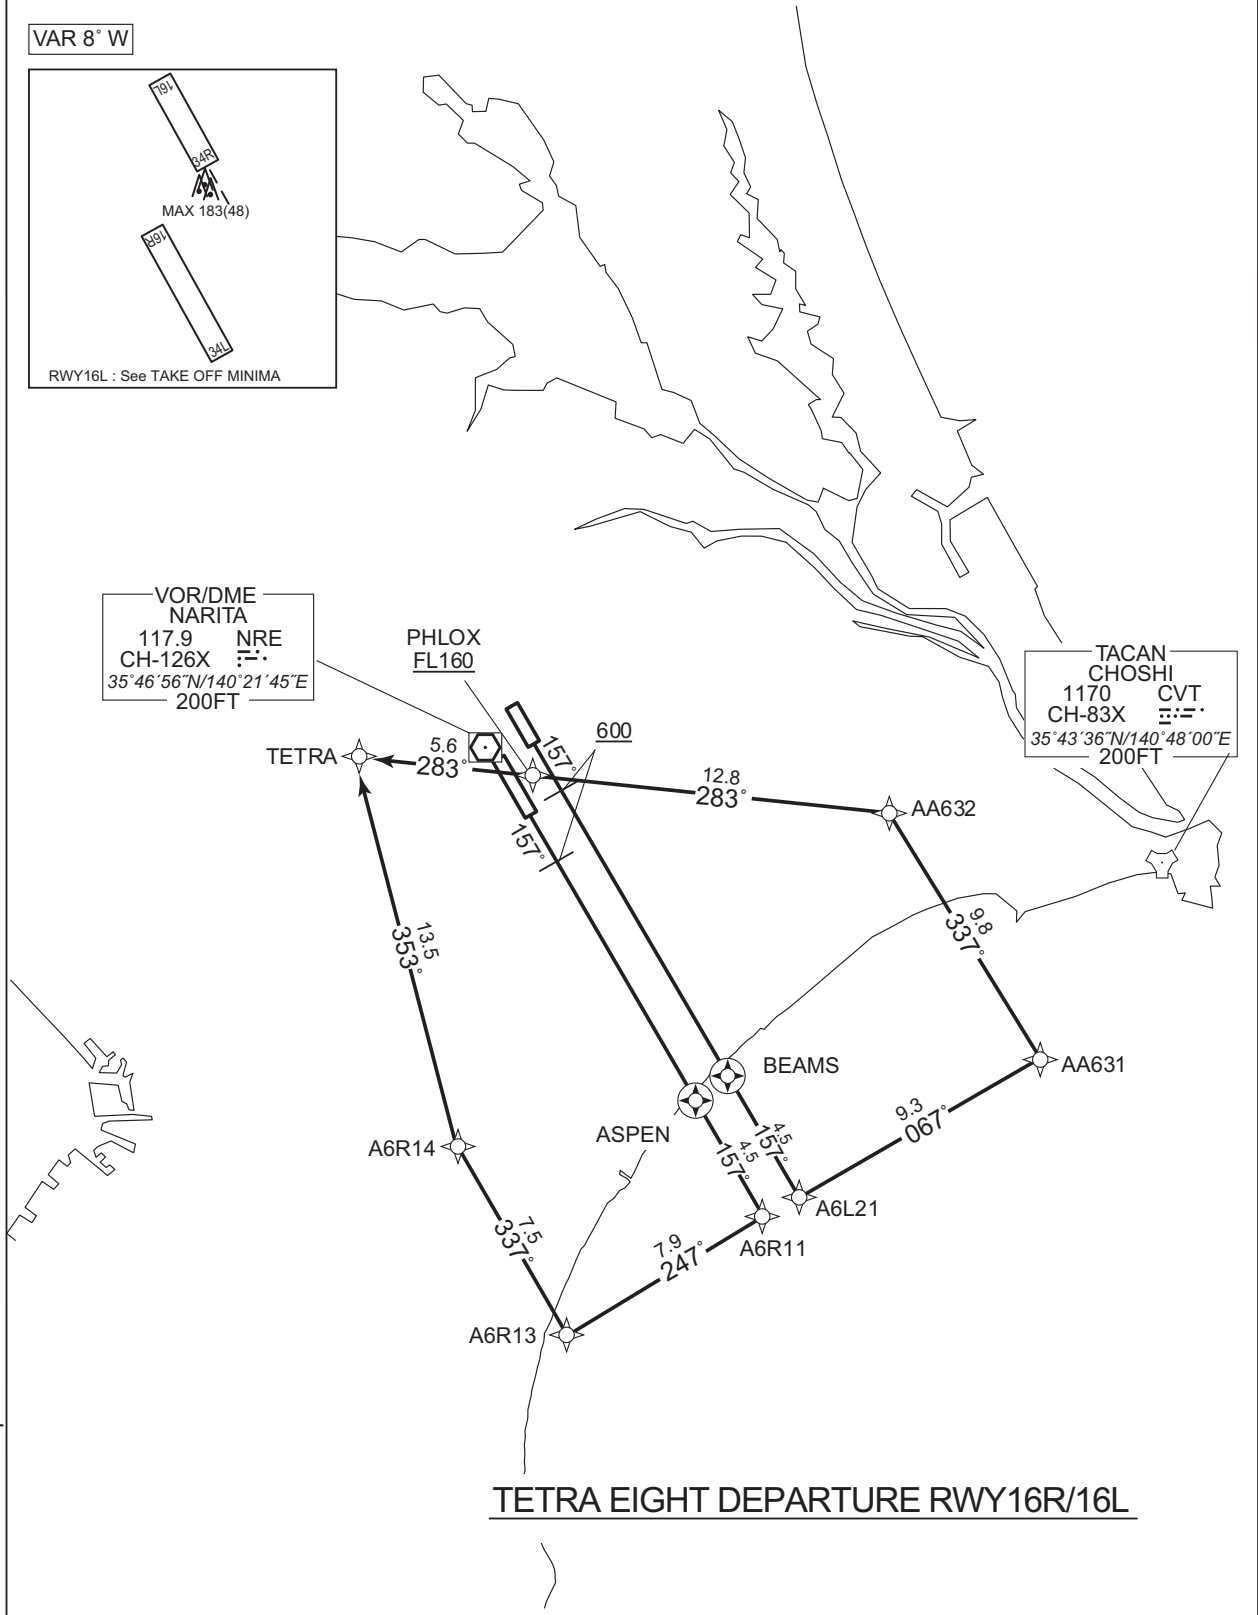 VAR 8° W
16L
34R
MAX 183(48)
16R
34L
RWY16L : See TAKE OFF MINIMA
VOR/DME
NARITA
117.9 NRE
CH-126X
35°46´56˝N/140°21´45˝E
200FT
PHLOX
FL160
600
TACAN
CHOSHI
1170 CVT
CH-83X
35°43´36˝N/140°48´00˝E
200FT
TETRA
5.6
283°
157°
12.8
283°
AA632
157°
9.8
337°
13.5
353°
BEAMS
AA631
ASPEN
9.3
067°
4.5
157°
4.5
157°
A6R14
A6L21
A6R11
7.5
337°
7.9
247°
A6R13
TETRA EIGHT DEPARTURE RWY16R/16L